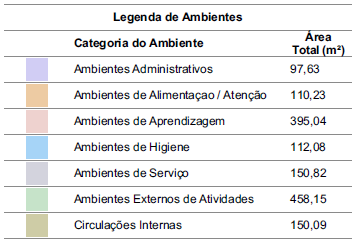 Legenda de Ambientes
Categoria do Ambiente Área Total (m²)
Ambientes Administrativos 97,63
Ambientes de Alimentaçao / Atenção 110,23
Ambientes de Aprendizagem 395,04
Ambientes de Higiene 112,08
Ambientes de Serviço 150,82
Ambientes Externos de Atividades 458,15
Circulações Internas 150,09